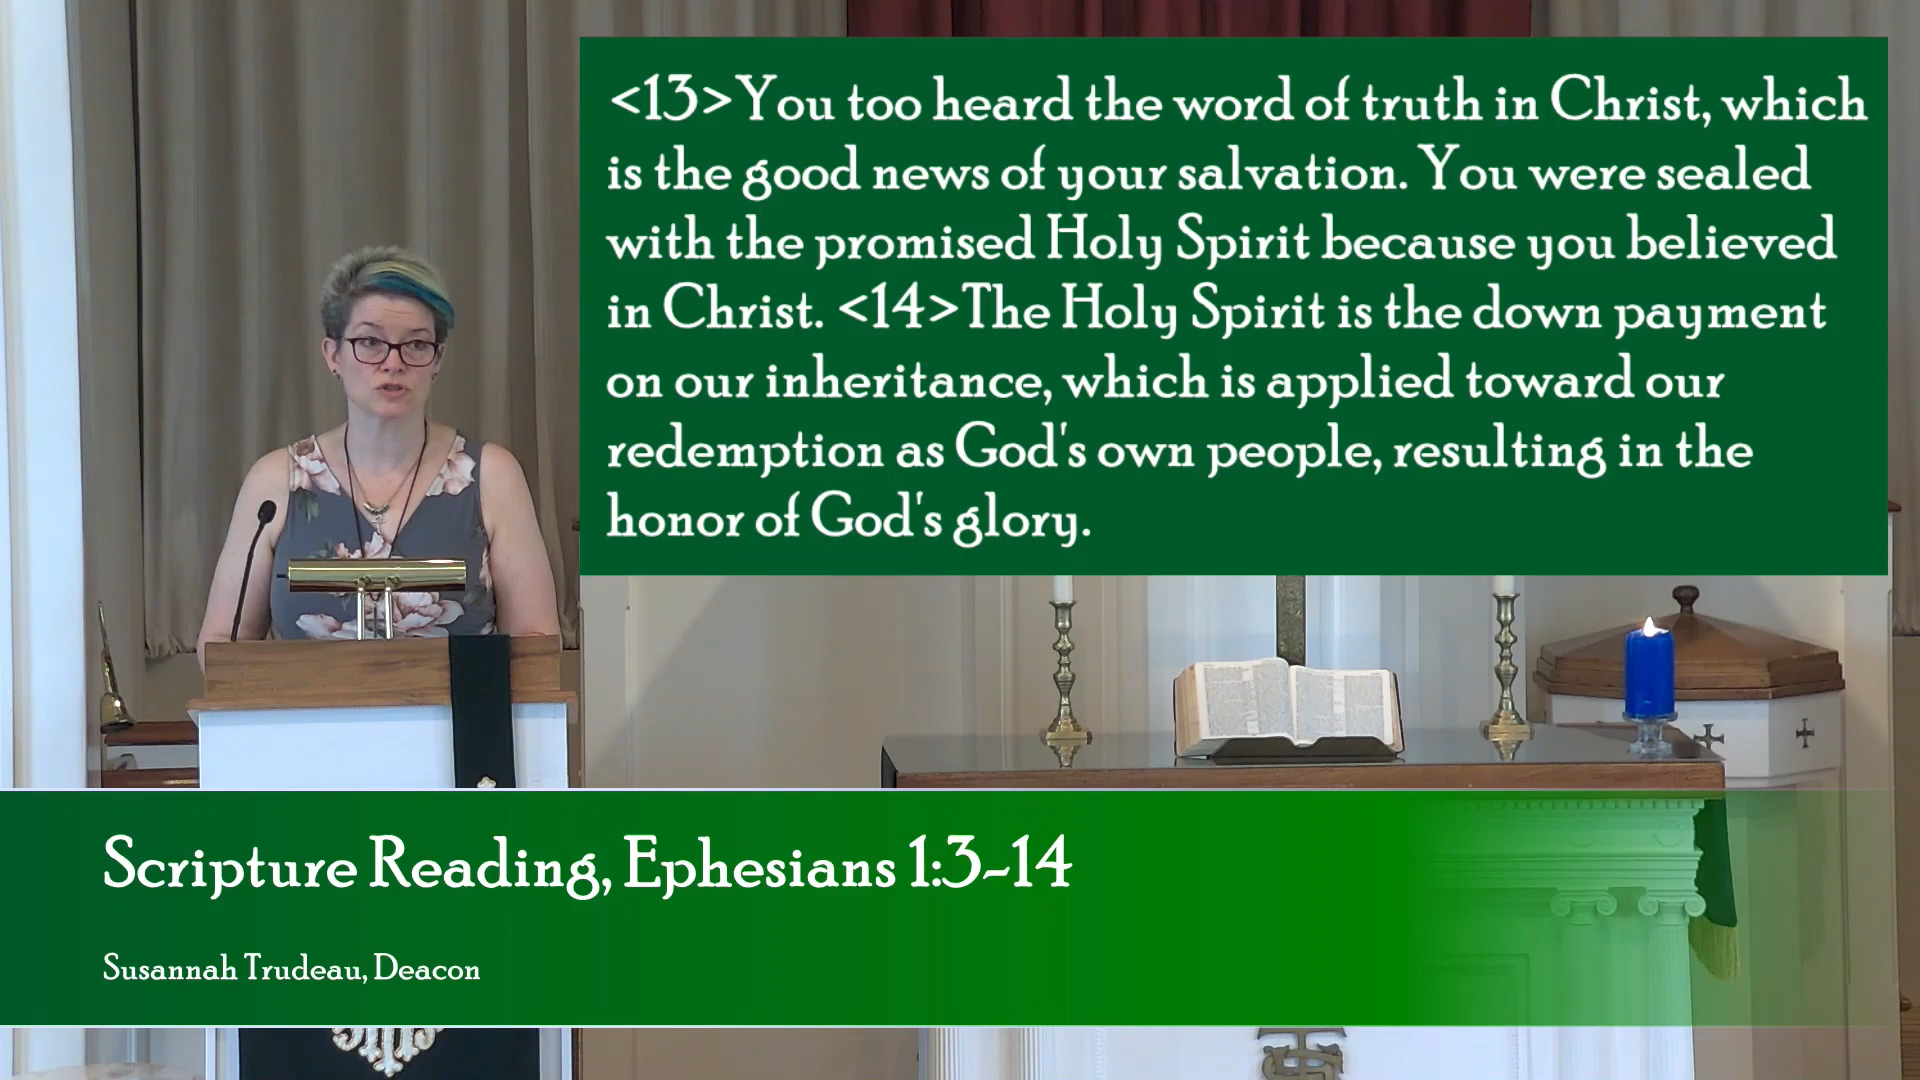 <13>You too heard the word of truth in Christ, which
is the good news of your salvation. You were sealed
with the promised Holy Spirit because you believed
in Christ. <14>The Holy Spirit is the down payment
on our inheritance, which is applied toward our
redemption as God's own people, resulting in the
honor of God's glory.
Scripture Reading, Ephesians 1:3-14
Susannah Trudeau, Deacon